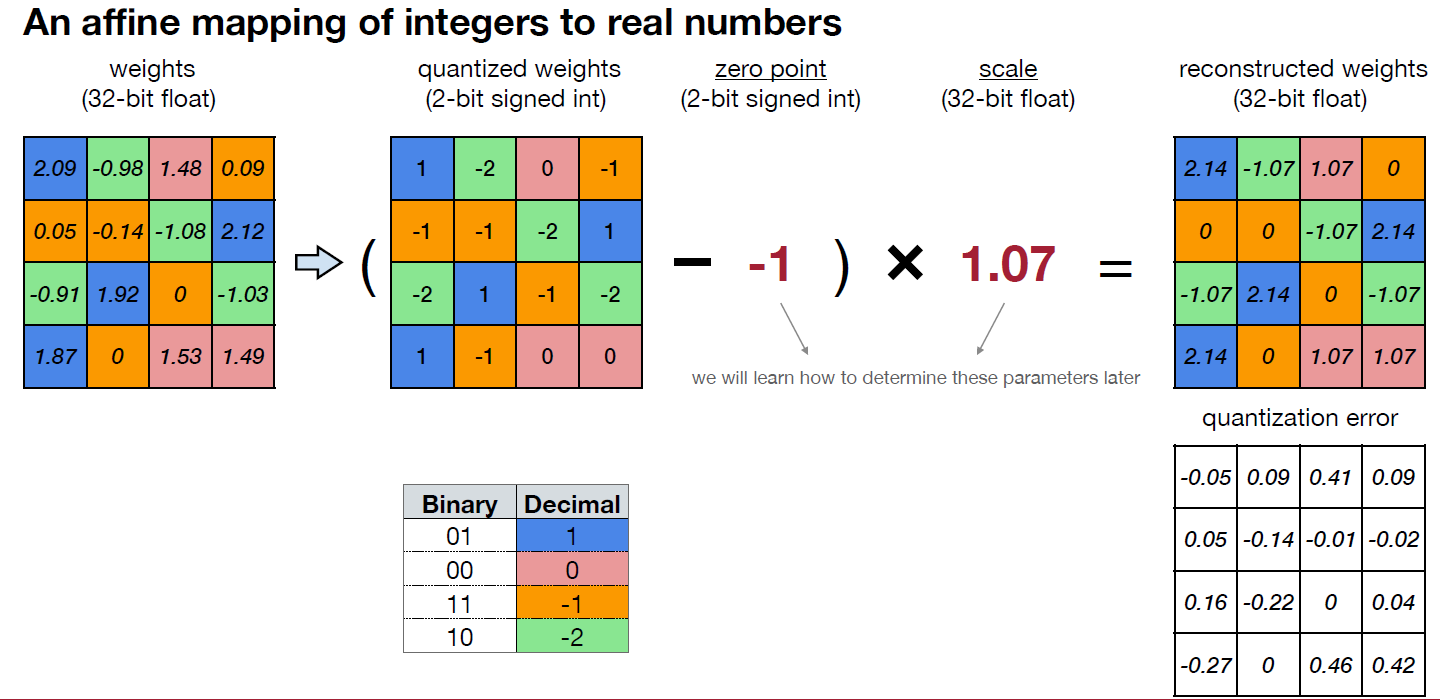 An affine mapping of integers to real numbers
weights
(32-bit float)
quantized weights
(2-bit signed int)
zero point
(2-bit signed int)
scale
(32-bit float)
reconstructed weights
(32-bit float)
2.09 -0.98 1.48 0.09
0.05 -0.14 -1.08 2.12
-0.91 1.92 0 -1.03
1.87 0 1.53 1.49
(
1 -2 0 -1
-1 -1 -2 1
-2 1 -1 -2
1 -1 0 0
− -1 ) × 1.07 =
we will learn how to determine these parameters later
2.14 -1.07 1.07 0
0 0 -1.07 2.14
-1.07 2.14 0 -1.07
2.14 0 1.07 1.07
quantization error
-0.05 0.09 0.41 0.09
0.05 -0.14 -0.01 -0.02
0.16 -0.22 0 0.04
-0.27 0 0.46 0.42
Binary Decimal
01 1
00 0
11 -1
10 -2